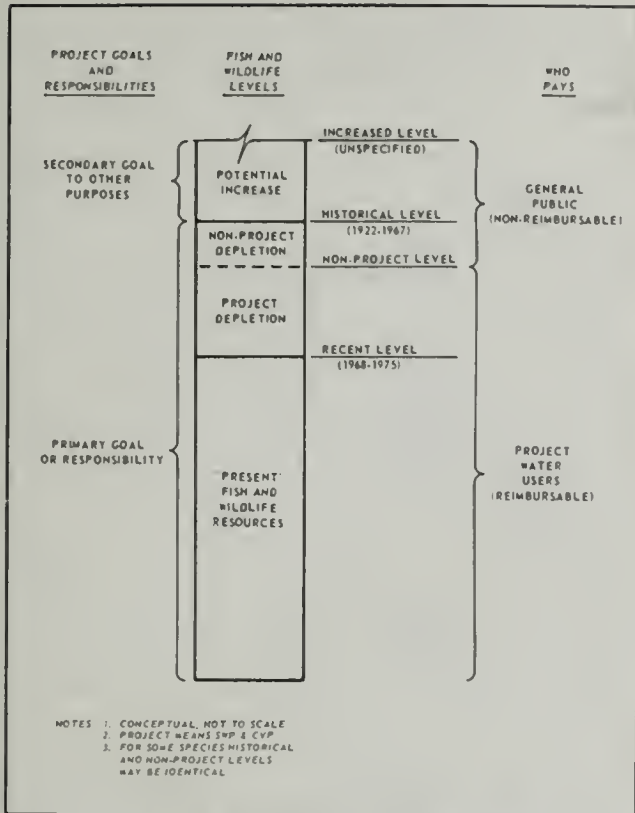 PROJECT GOALS
AND
RESPONSIBILITIES
FISH AND
WILDLIFE
LEVELS
WHO
PAYS
SECONDARY GOAL
TO OTHER
PURPOSES
POTENTIAL
INCREASE
INCREASED LEVEL
(UNSPECIFIED)
GENERAL
PUBLIC
(NON-REIMBURSABLE)
HISTORICAL LEVEL
(1922-1967)
NON-PROJECT
DEPLETION
NON-PROJECT LEVEL
PROJECT
DEPLETION
RECENT LEVEL
(1968-1975)
PRIMARY GOAL
OR RESPONSIBILITY
PRESENT
FISH AND
WILDLIFE
RESOURCES
PROJECT
WATER
USERS
(REIMBURSABLE)
NOTES 1. CONCEPTUAL, NOT TO SCALE
2. PROJECT MEANS SWP & CVP
3. FOR SOME SPECIES HISTORICAL
AND NON-PROJECT LEVELS
MAY BE IDENTICAL